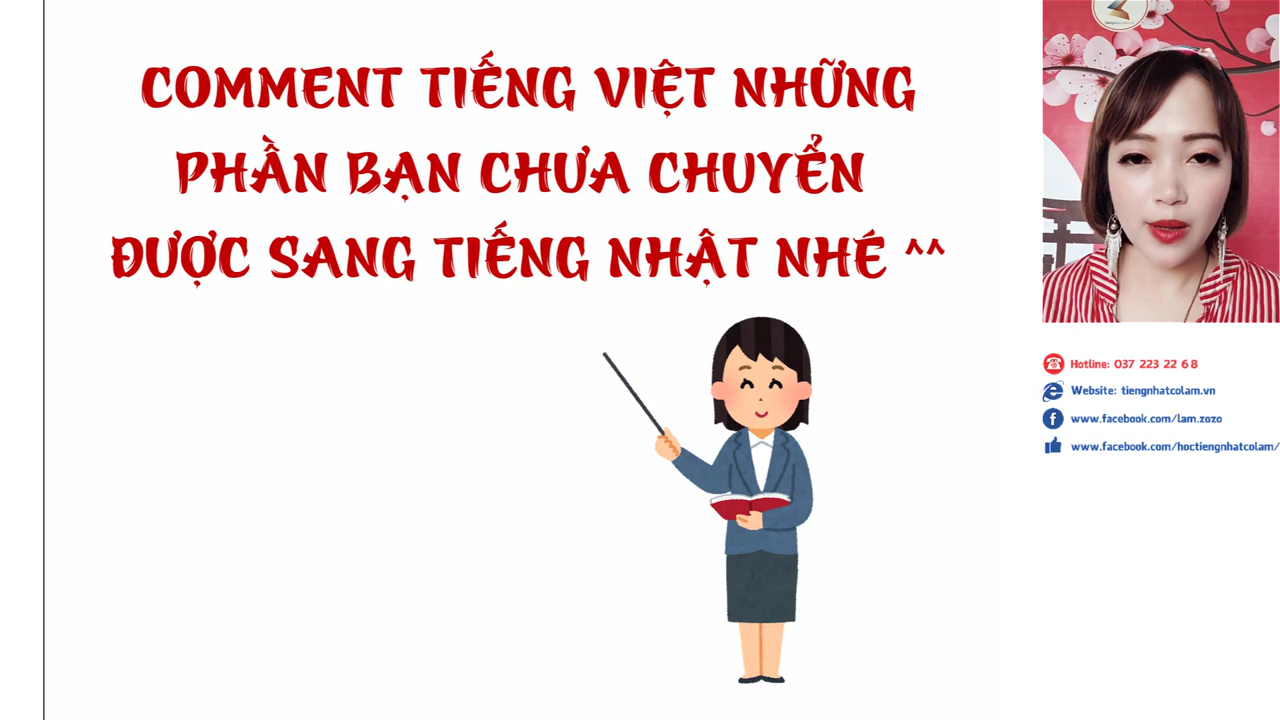 COMMENT TIẾNG VIỆT NHỮNG
PHẦN BẠN CHƯA CHUYỂN
ĐƯỢC SANG TIẾNG NHẬT NHÉ ^^
Hotline: 037 223 22 68
Website: tiengnhatcolam.vn
www.facebook.com/lam.zozo
www.facebook.com/hoctiengnhatcolam/